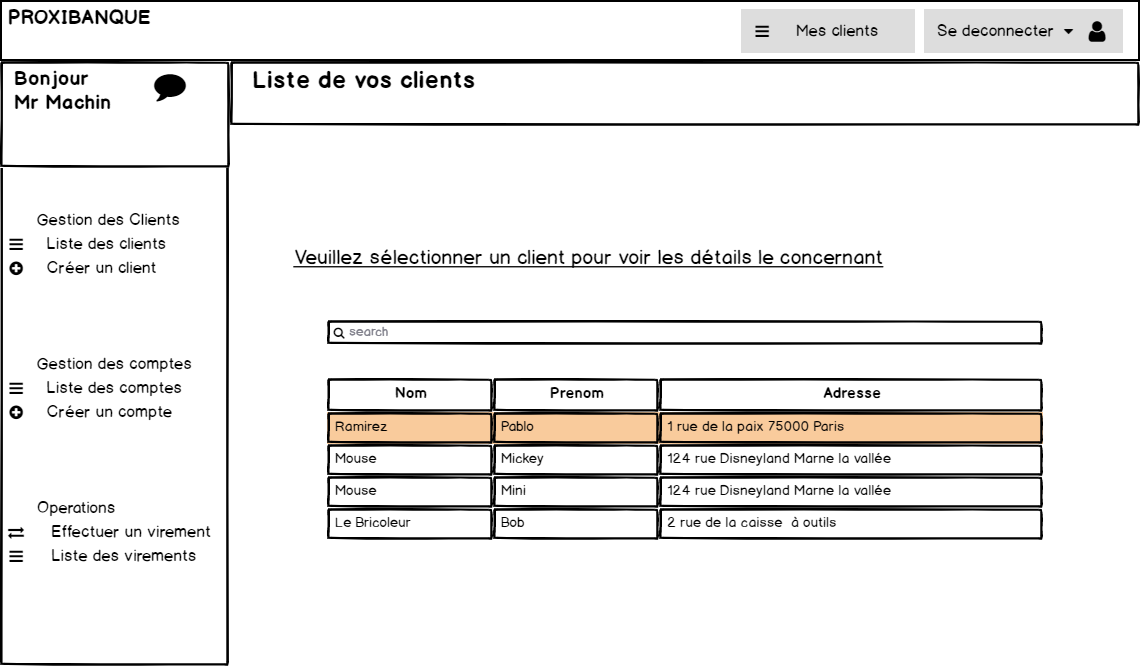 PROXIBANQUE
Mes clients
Se deconnecter
Bonjour
Mr Machin
Liste de vos clients
Gestion des Clients
Liste des clients
Créer un client
Gestion des comptes
Liste des comptes
Créer un compte
Operations
Effectuer un virement
Liste des virements
Veuillez sélectionner un client pour voir les détails le concernant
search
Nom Prenom Adresse
Ramirez Pablo 1 rue de la paix 75000 Paris
Mouse Mickey 124 rue Disneyland Marne la vallée
Mouse Mini 124 rue Disneyland Marne la vallée
Le Bricoleur Bob 2 rue de la caisse à outils